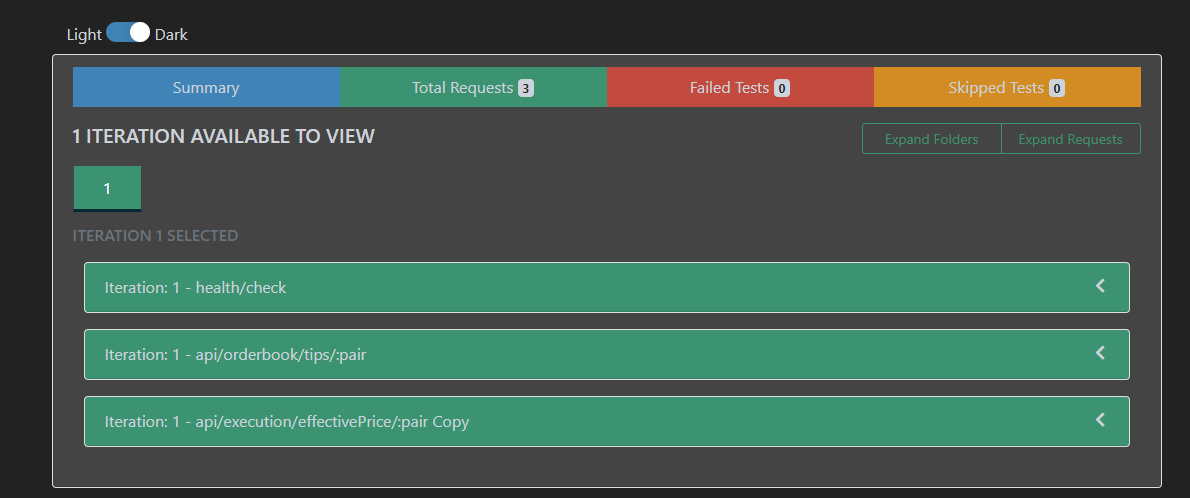 Light Dark
Summary Total Requests 3 Failed Tests 0 Skipped Tests 0
1 ITERATION AVAILABLE TO VIEW Expand Folders Expand Requests
1
ITERATION 1 SELECTED
Iteration: 1 - health/check
Iteration: 1 - api/orderbook/tips/:pair
Iteration: 1 - api/execution/effectivePrice/:pair Copy